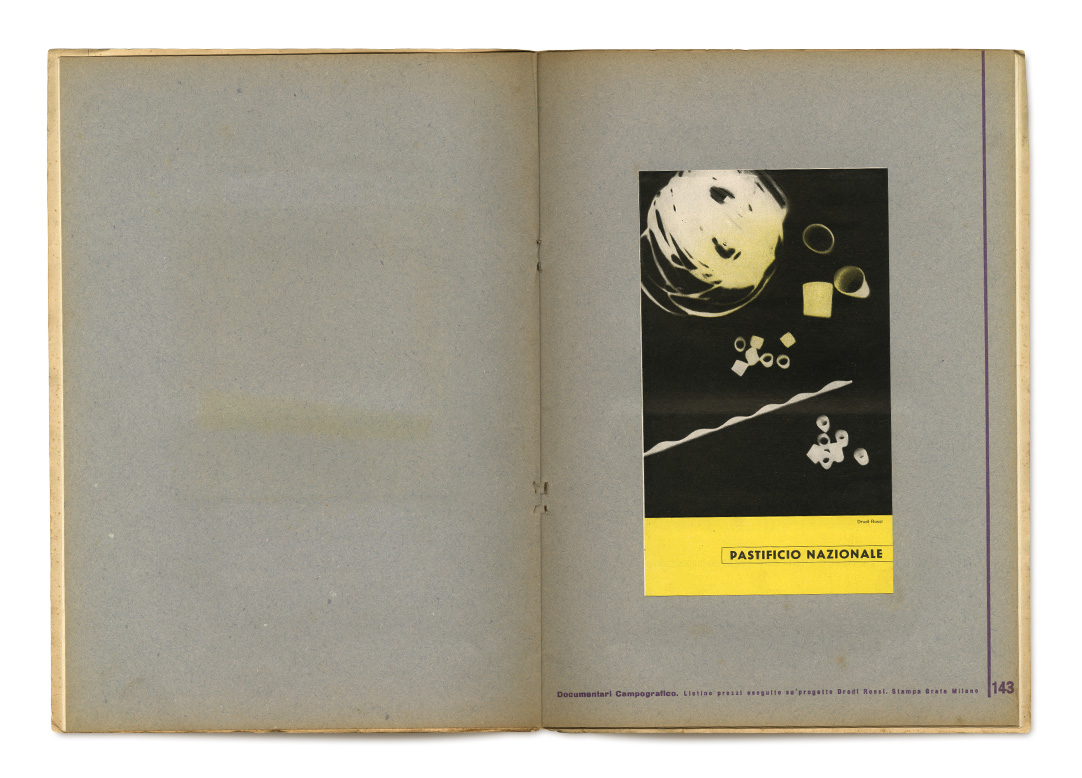 Dradi Rossi
PASTIFICIO NAZIONALE
Documentari Campografico. Listino prezzi eseguito su progetto Dradi Rossi. Stampa Grafa Milano
143